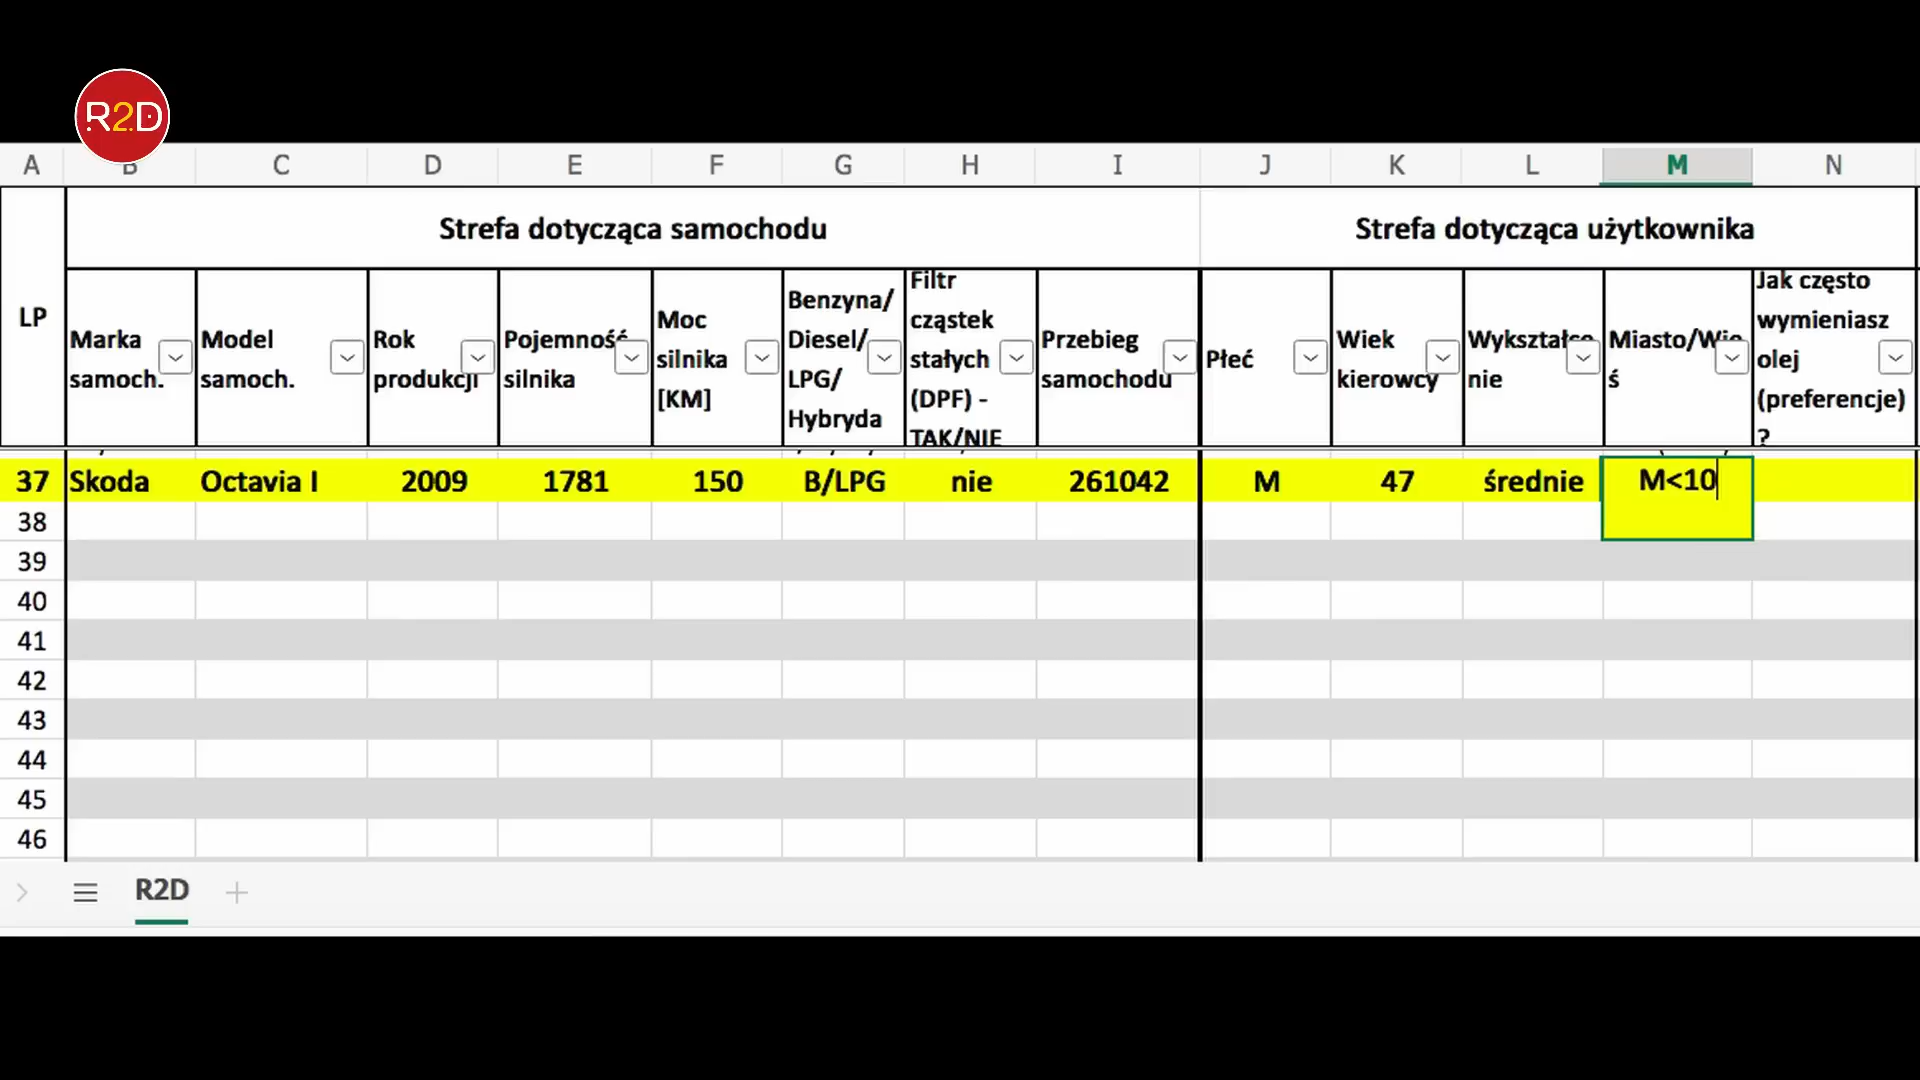 R2D
A B C D E F G H I J K L M N
Strefa dotycząca samochodu Strefa dotycząca użytkownika
LP
Marka
samoch.
Model
samoch.
Rok
produkcji
Pojemność
silnika
Moc
silnika
[KM]
Benzyna/
Diesel/
LPG/
Hybryda
Filtr
cząstek
stałych
(DPF) -
TAK/NIE
Przebieg
samochodu
Płeć
Wiek
kierowcy
Wykształce
nie
Miasto/Wie
ś
Jak często
wymieniasz
olej
(preferencje)
?
37 Skoda Octavia I 2009 1781 150 B/LPG nie 261042 M 47 średnie M<10
38
39
40
41
42
43
44
45
46
R2D